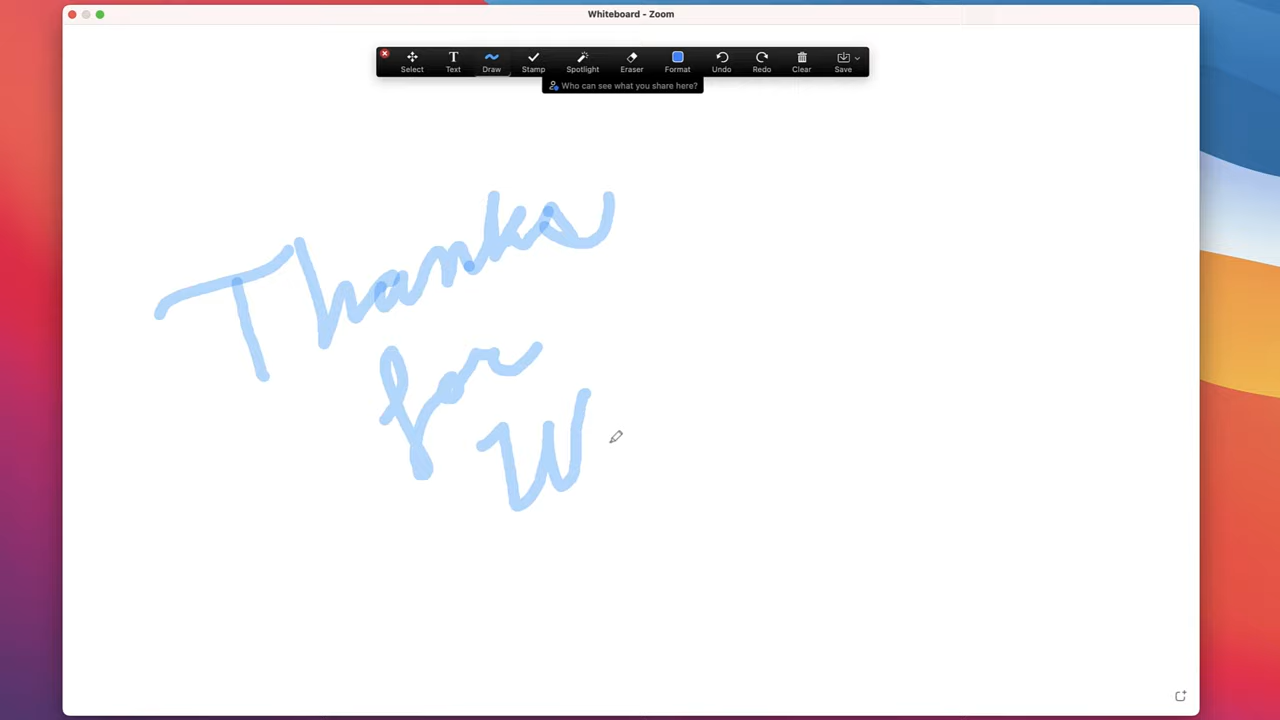 Whiteboard - Zoom
Select Text Draw Stamp Spotlight Eraser Format Undo Redo Clear Save
Who can see what you share here?
Thanks
for
W